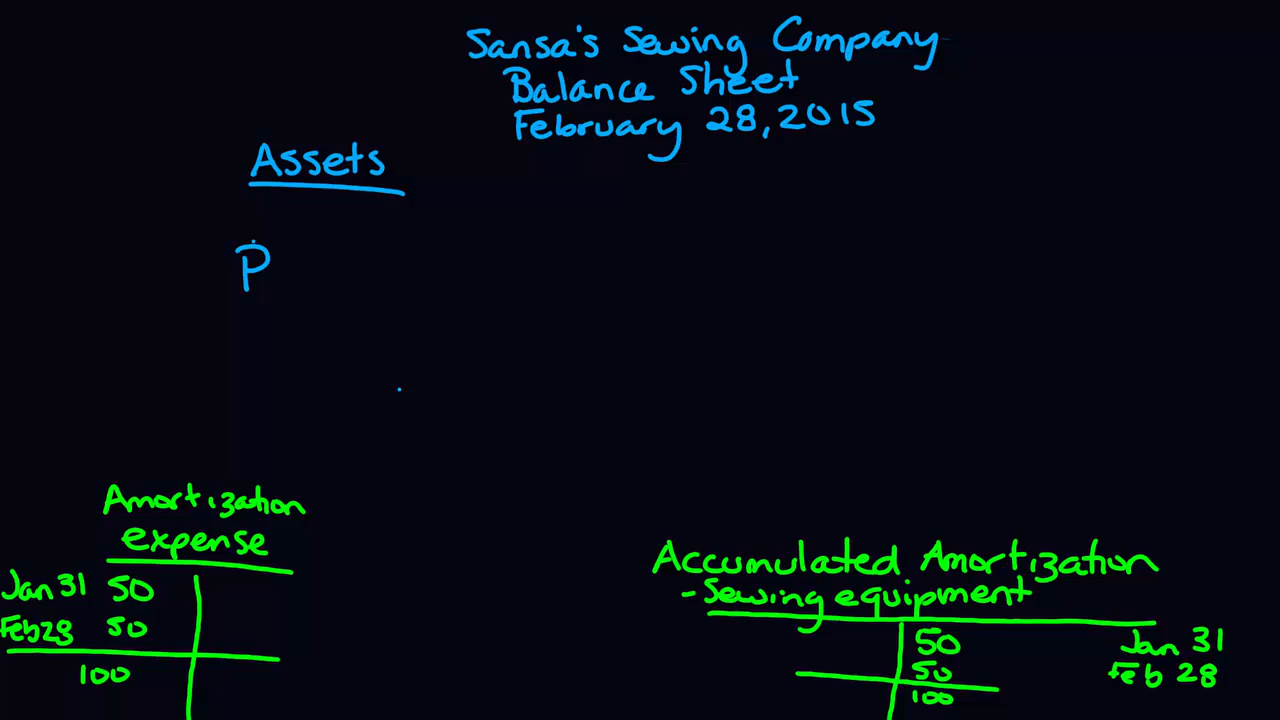 Sansa's Sewing Company
Balance Sheet
February 28, 2015
Assets
P
Amortization
expense
Jan 31 50
Feb 28 50
100
Accumulated Amortization
- Sewing equipment
50 Jan 31
50 Feb 28
100